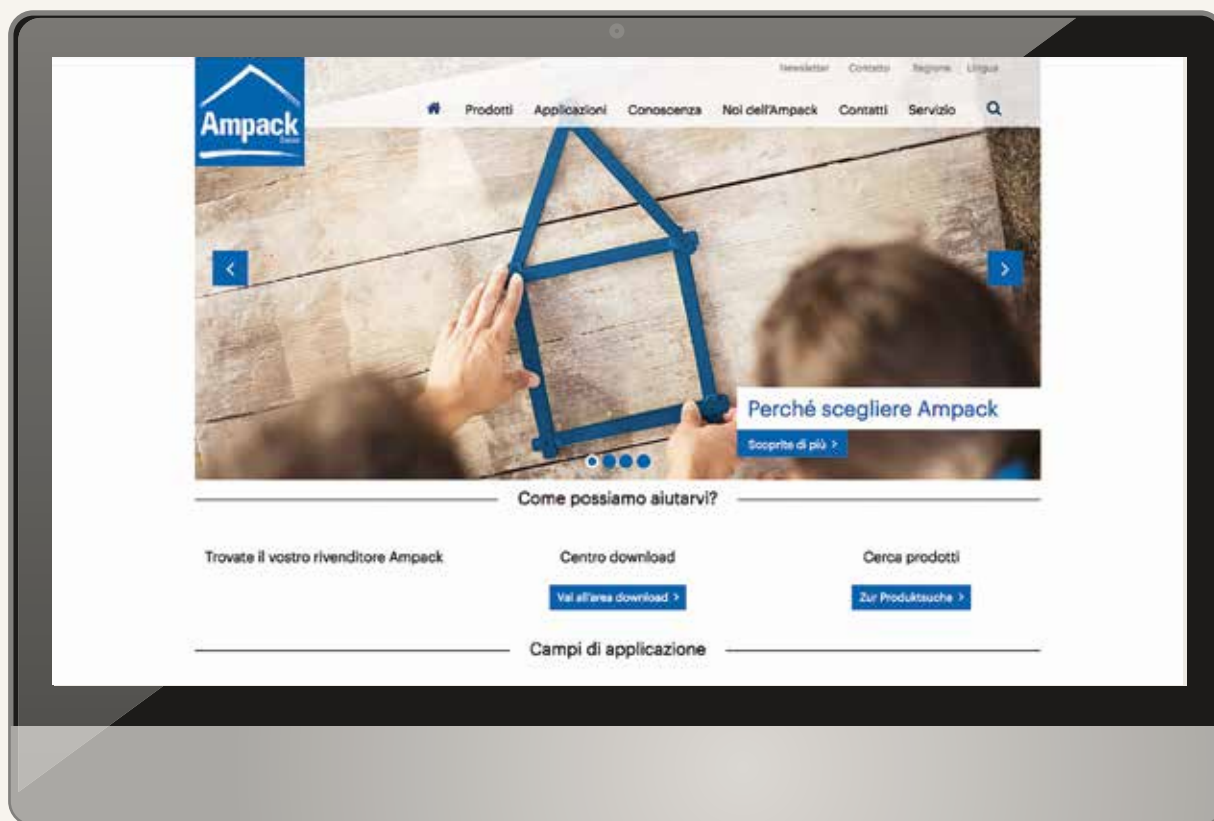 Newsletter Contatto Regione Lingua
Ampack
Prodotti Applicazioni Conoscenza Noi dell'Ampack Contatti Servizio
Perché scegliere Ampack
Scoprite di più >
Come possiamo aiutarvi?
Trovate il vostro rivenditore Ampack
Centro download
Cerca prodotti
Vai all'area download >
Zur Produktsuche >
Campi di applicazione